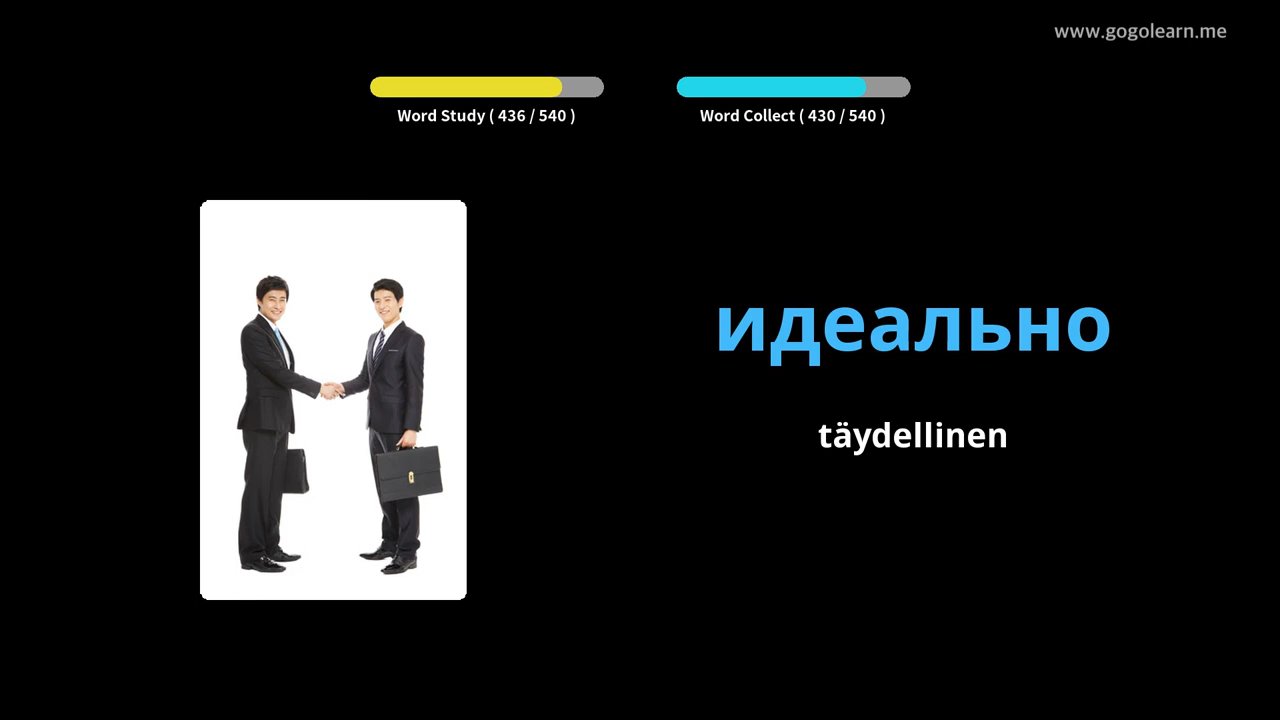 www.gogolearn.me
Word Study ( 436 / 540 )
Word Collect ( 430 / 540 )
идеально
täydellinen